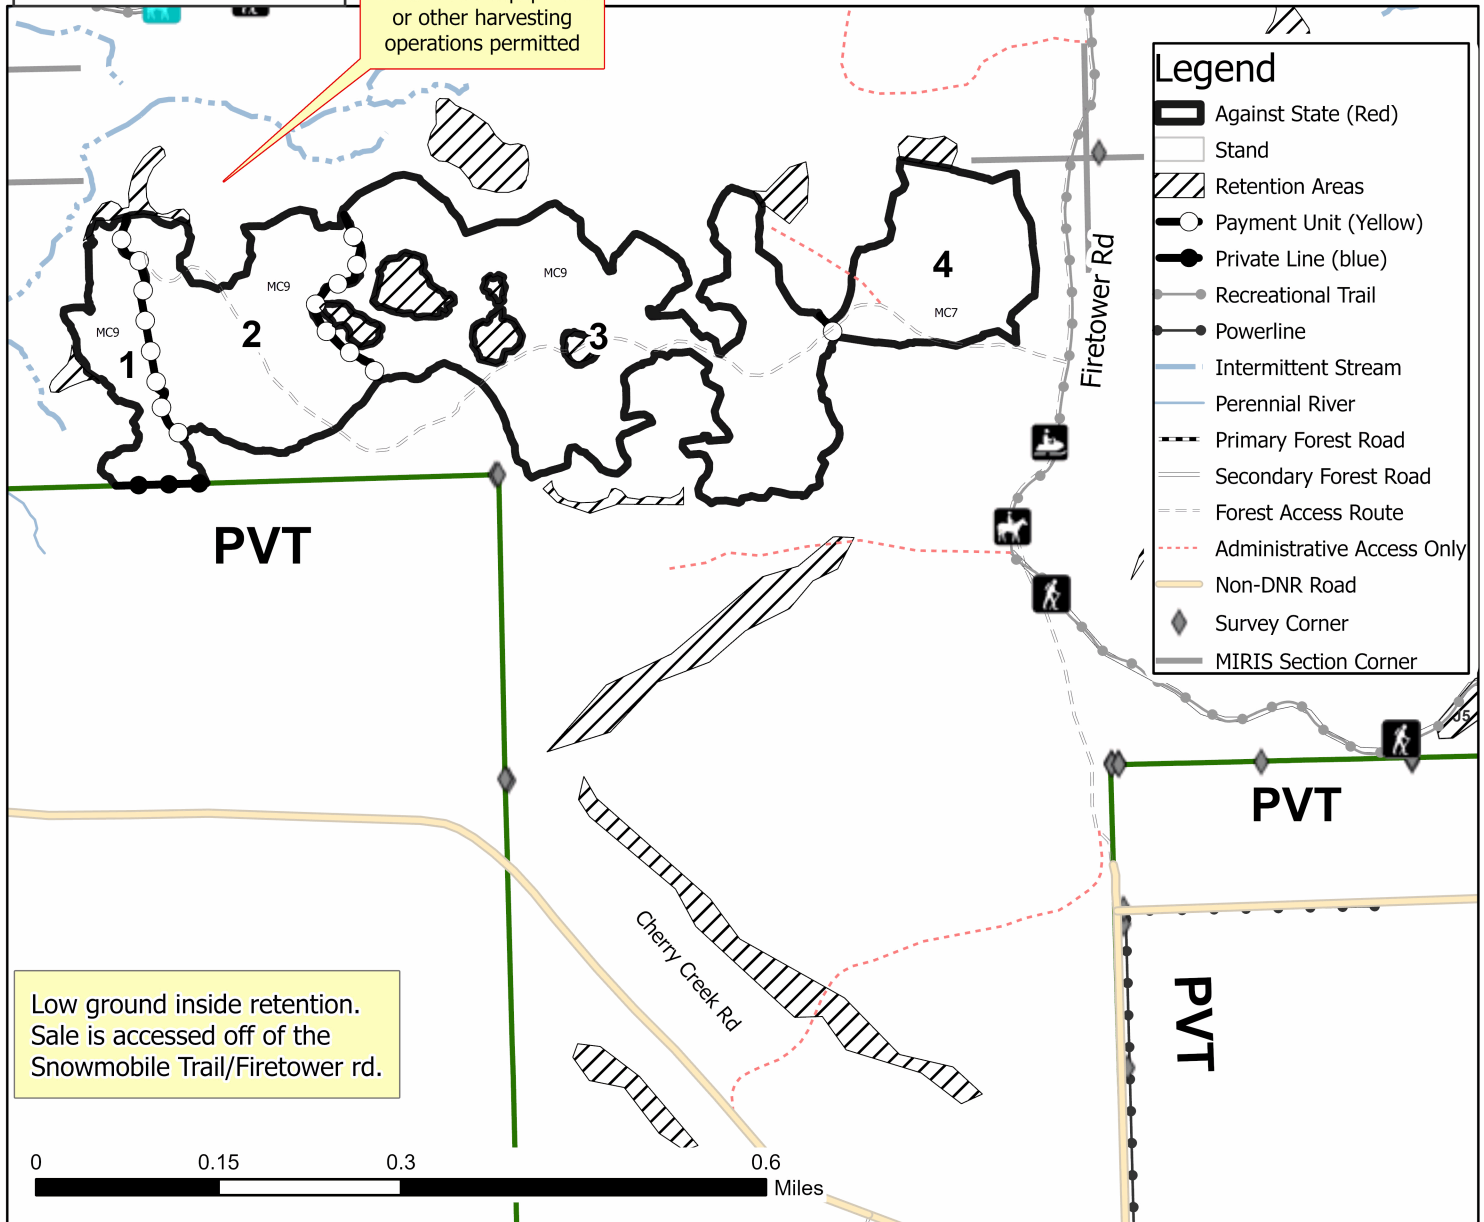 or other harvesting
operations permitted
Legend
Against State (Red)
Stand
Retention Areas
Payment Unit (Yellow)
Private Line (blue)
Recreational Trail
Powerline
Intermittent Stream
Perennial River
Primary Forest Road
Secondary Forest Road
Forest Access Route
Administrative Access Only
Non-DNR Road
Survey Corner
MIRIS Section Corner
Firetower Rd
4
MC7
MC9
3
MC9
2
MC9
1
PVT
05
PVT
Cherry Creek Rd
PVT
Low ground inside retention.
Sale is accessed off of the
Snowmobile Trail/Firetower rd.
0
0.15
0.3
0.6
Miles